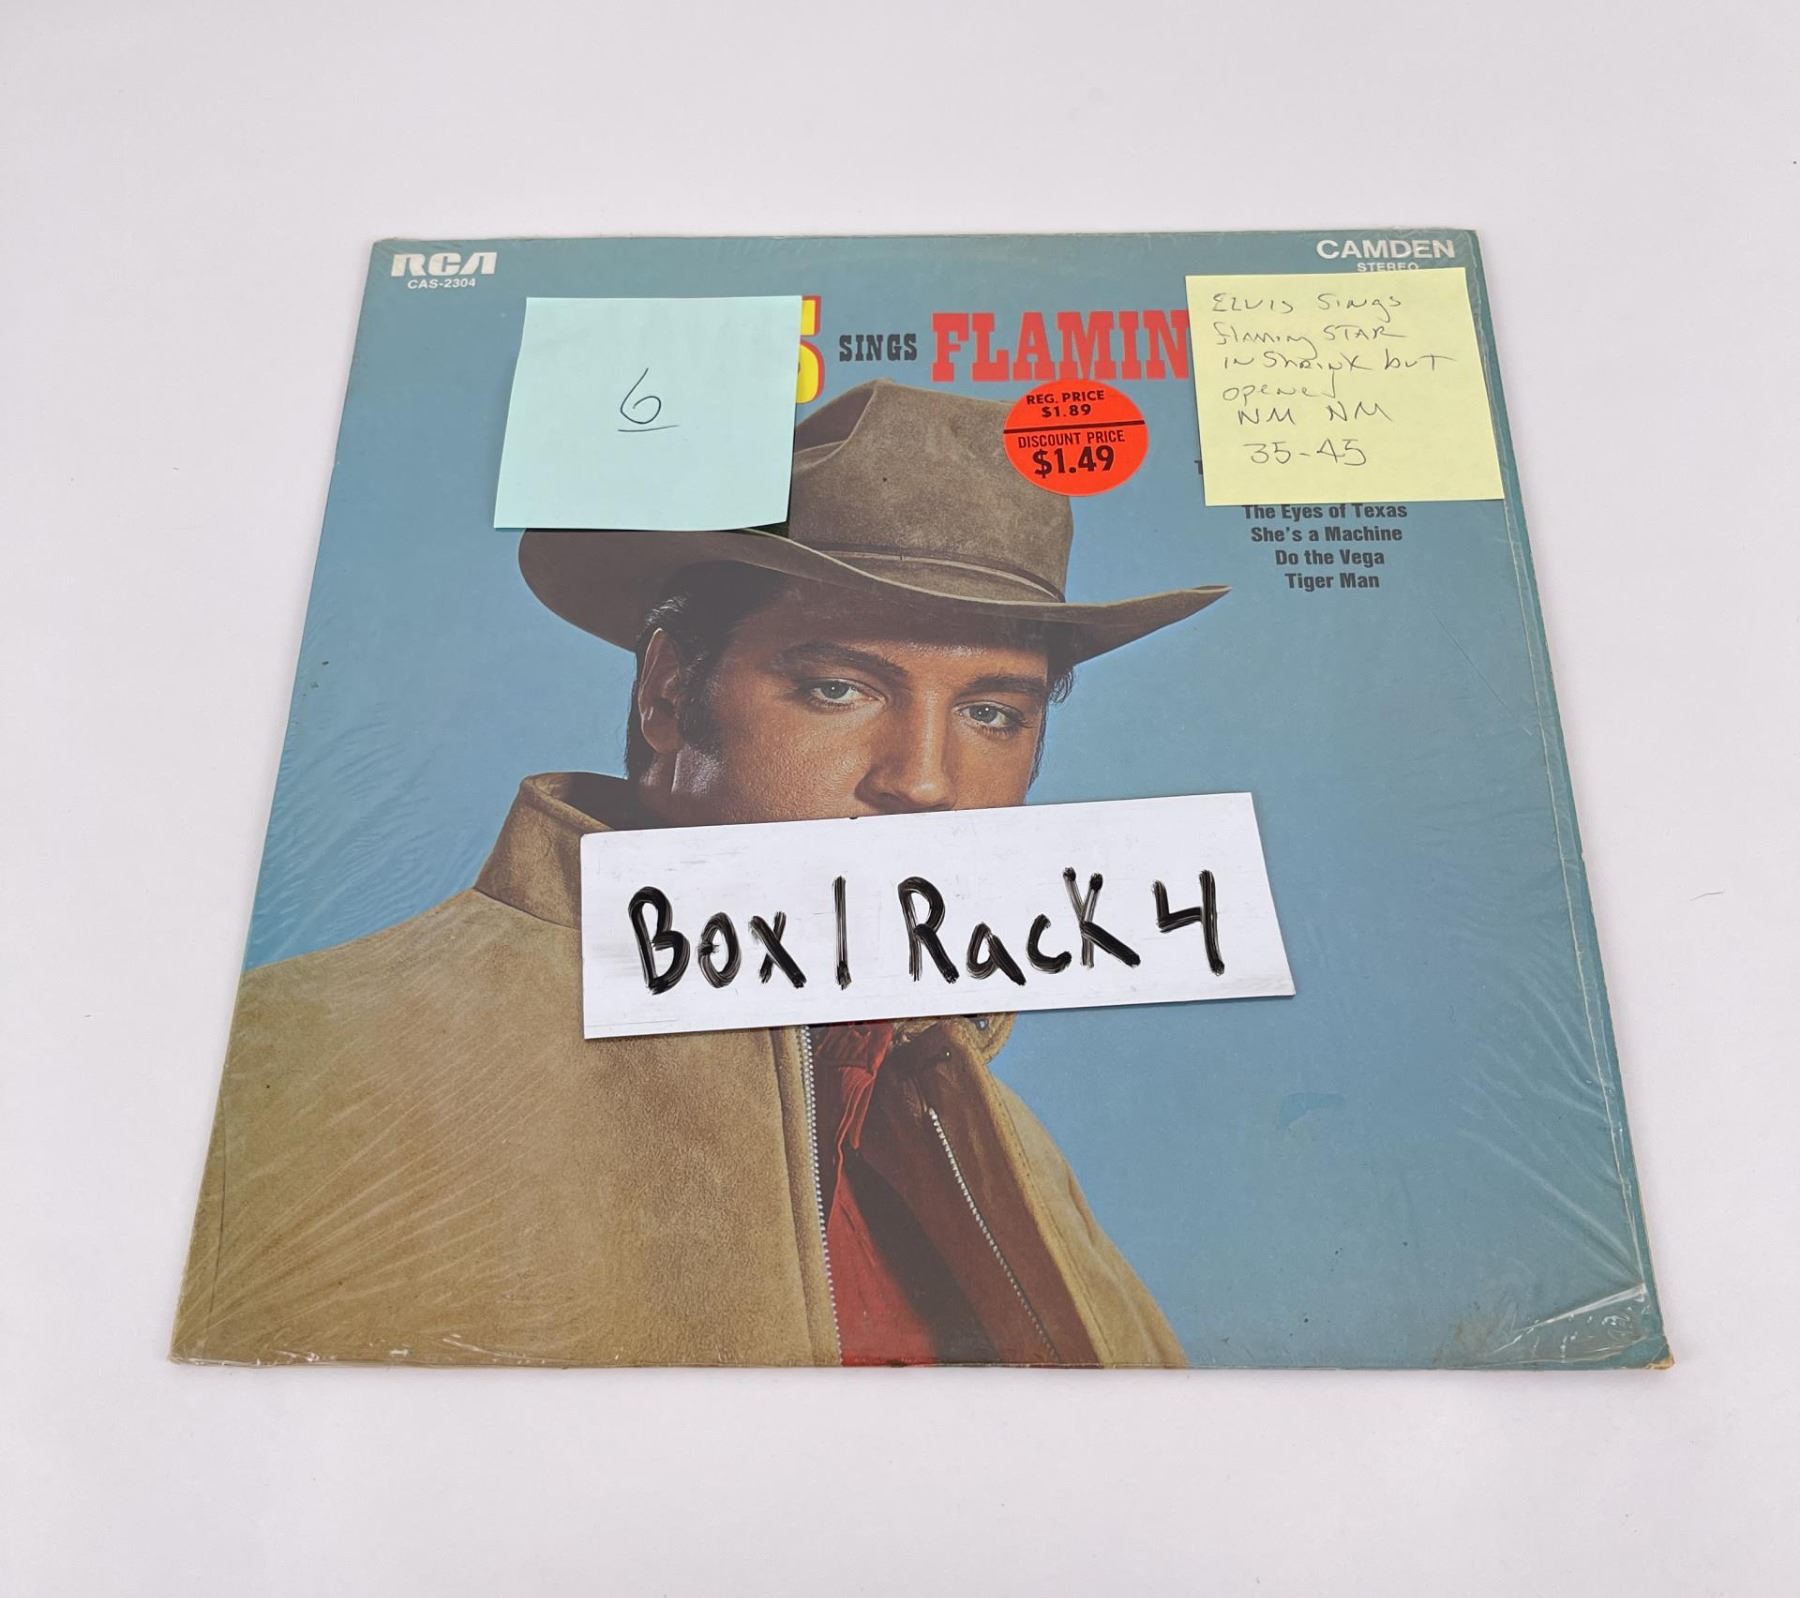 RCA
CAS-2304
CAMDEN
STEREO
S SINGS FLAMIN
6
REG. PRICE
$1.89
DISCOUNT PRICE
$1.49
ELVIS Sings
flaming STAR
in Shrink but
opened
NM NM
35-45
The Eyes of Texas
She's a Machine
Do the Vega
Tiger Man
Box 1 Rack 4